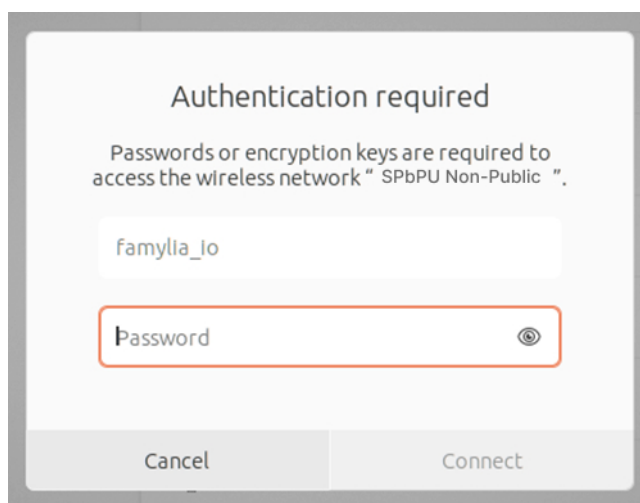 Authentication required
Passwords or encryption keys are required to
access the wireless network “ SPbPU Non-Public ”.
famylia_io
Password
Cancel
Connect